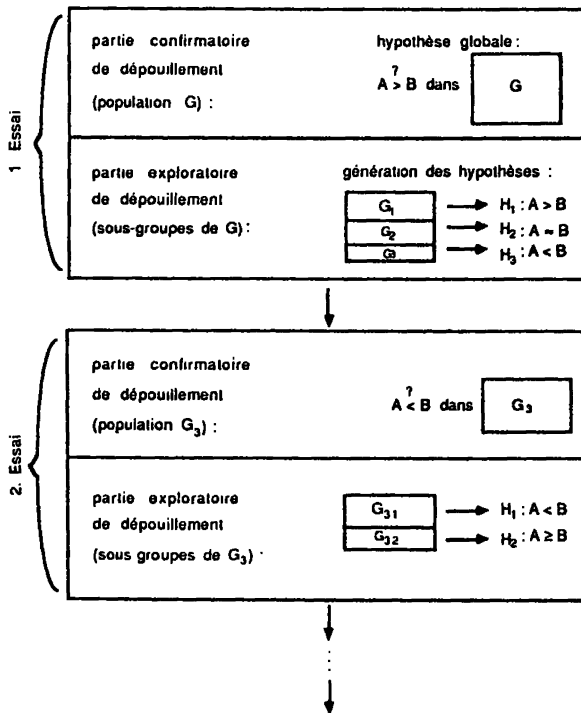 1 Essai
partie confirmatoire
de dépouillement
(population G) :
hypothèse globale :
?
A > B dans
G
partie exploratoire
de dépouillement
(sous-groupes de G):
génération des hypothèses :
G1 H1 : A > B
G2 H2 : A ≈ B
G3 H3 : A < B
2. Essai
partie confirmatoire
de dépouillement
(population G3) :
?
A < B dans
G3
partie exploratoire
de dépouillement
(sous groupes de G3) ·
G31 H1 : A < B
G32 H2 : A ≥ B